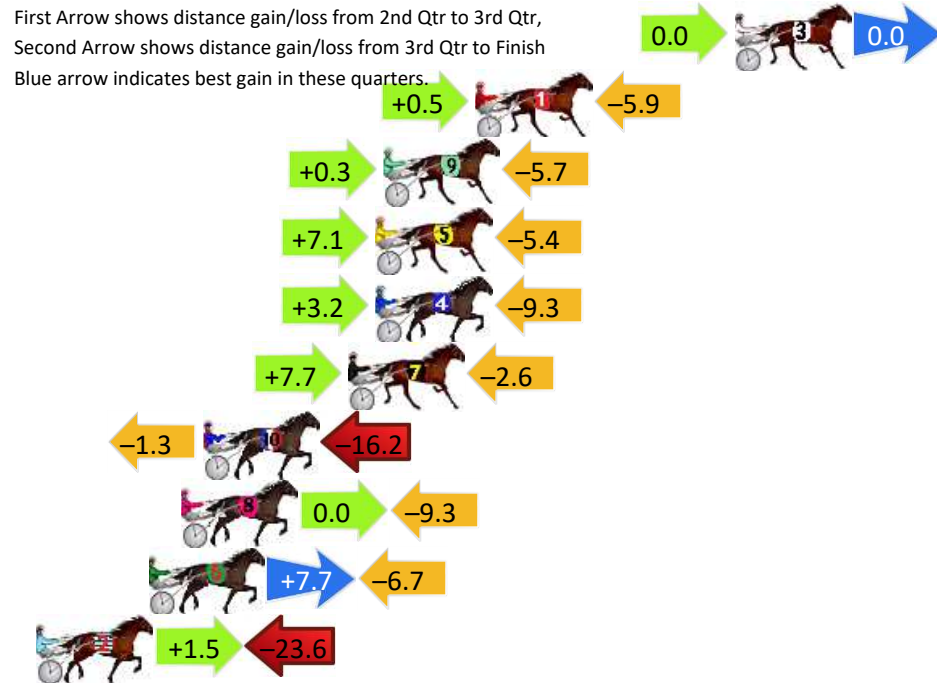 First Arrow shows distance gain/loss from 2nd Qtr to 3rd Qtr,
Second Arrow shows distance gain/loss from 3rd Qtr to Finish
Blue arrow indicates best gain in these quarters.
0.0 3 0.0
+0.5 1 –5.9
+0.3 9 –5.7
+7.1 5 –5.4
+3.2 4 –9.3
+7.7 7 –2.6
–1.3 10 –16.2
8 0.0 –9.3
6 +7.7 –6.7
2 +1.5 –23.6